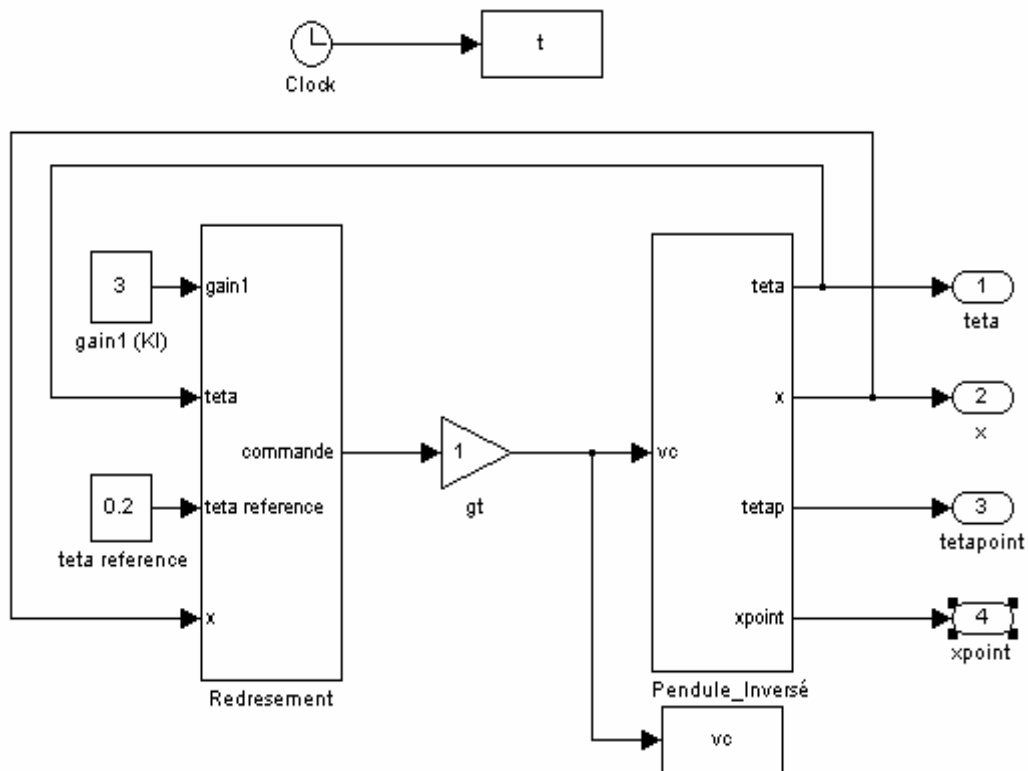 t
Clock
gain1
teta
3
1
gain1 (KI)
teta
teta
x
2
x
commande
1
vc
gt
0.2
teta reference
tetap
3
teta reference
tetapoint
x
xpoint
4
xpoint
Redresement
Pendule_Inversé
vc